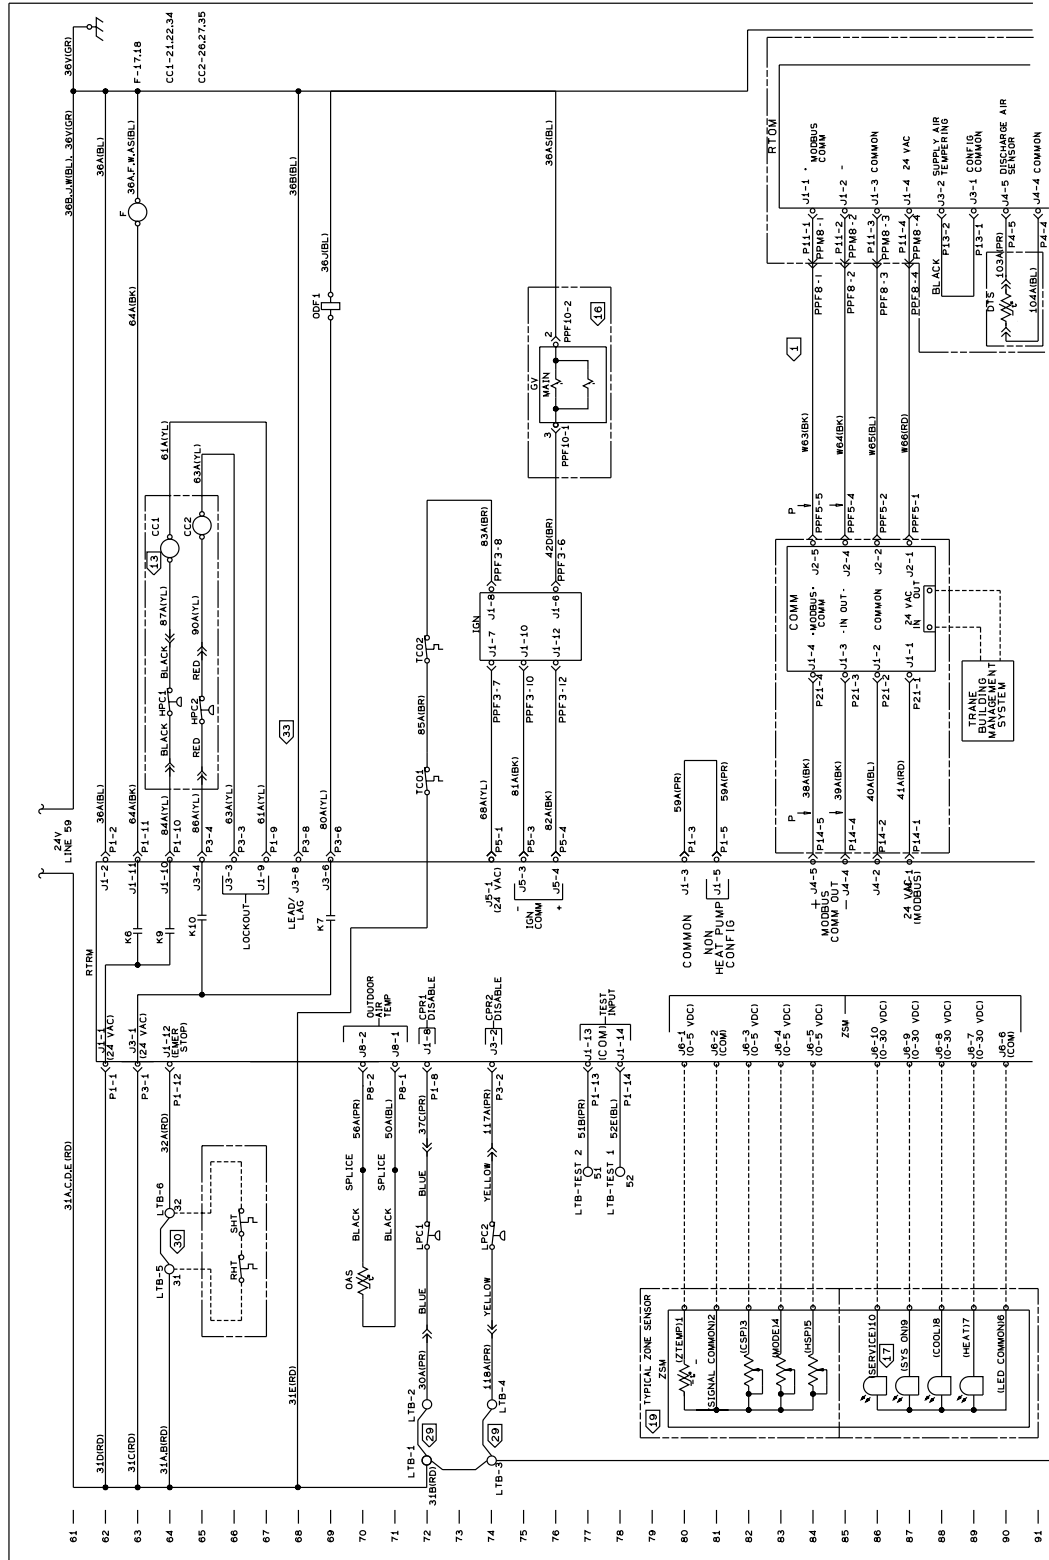 61
62
63
64
65
66
67
68
69
70
71
72
73
74
75
76
77
78
79
80
81
82
83
84
85
86
87
88
89
90
91
24V
LINE 59
31A,C,D,E (RD)
36B,J,W(BL), 36V(GR)
36V(GR)
RTRM
31D(RD)
P1-1
J1-1
(24 VAC)
J1-2
P1-2
36A(BL)
36A(BL)
31C(RD)
P3-1
J3-1
(24 VAC)
K6
J1-11
P1-11
64A(BK)
64A(BK)
F
36A,F,W,AS(BL)
F-17,18
31A,B(RD)
LTB-5
31
30
LTB-6
32
32A(RD)
P1-12
J1-12
(EMER
STOP)
K9
J1-10
P1-10
84A(YL)
BLACK
HPC1
BLACK
87A(YL)
13
CC1
61A(YL)
CC1-21,22,34
RHT
SHT
K10
J3-4
P3-4
86A(YL)
RED
HPC2
RED
90A(YL)
CC2
63A(YL)
CC2-26,27,35
LOCKOUT
J3-3
P3-3
63A(YL)
J1-9
P1-9
61A(YL)
33
31E(RD)
LEAD/
LAG
J3-8
P3-8
36B(BL)
K7
J3-6
P3-6
80A(YL)
ODF1
36J(BL)
OAS
BLACK
SPLICE
56A(PR)
P8-2
J8-2
OUTDOOR
AIR
TEMP
BLACK
SPLICE
50A(BL)
P8-1
J8-1
31B(RD)
LTB-1
29
LTB-2
30A(PR)
BLUE
LPC1
BLUE
37C(PR)
P1-8
J1-8
CPR1
DISABLE
TCO1
85A(BR)
TCO2
LTB-3
29
LTB-4
118A(PR)
YELLOW
LPC2
YELLOW
117A(PR)
P3-2
J3-2
CPR2
DISABLE
J5-1
(24 VAC)
P5-1
68A(YL)
PPF3-7
J1-7
IGN
J1-8
PPF3-8
83A(BR)
-
IGN
COMM
+
J5-3
P5-3
81A(BK)
PPF3-10
J1-10
J5-4
P5-4
82A(BK)
PPF3-12
J1-12
J1-6
PPF3-6
42D(BR)
PPF10-1
3
GV
MAIN
2
PPF10-2
16
36AS(BL)
LTB-TEST 2
51
51B(PR)
P1-13
J1-13
(COM)
TEST
INPUT
LTB-TEST 1
52
52E(BL)
P1-14
J1-14
COMMON
J1-3
P1-3
59A(PR)
NON
HEAT PUMP
CONFIG
J1-5
P1-5
59A(PR)
19
TYPICAL ZONE SENSOR
ZSM
(ZTEMP)1
SIGNAL COMMON)2
(CSP)3
(MODE)4
(HSP)5
(SERVICE)10
17
(SYS ON)9
(COOL)8
(HEAT)7
(LED COMMON)6
ZSM
J6-1
(0-5 VDC)
J6-2
(COM)
J6-3
(0-5 VDC)
J6-4
(0-5 VDC)
J6-5
(0-5 VDC)
J6-10
(0-30 VDC)
J6-9
(0-30 VDC)
J6-8
(0-30 VDC)
J6-7
(0-30 VDC)
J6-6
(COM)
+
MODBUS
COMM OUT
-
J4-5
P14-5
P
38A(BK)
P21-4
J4-4
P14-4
39A(BK)
P21-3
J4-2
P14-2
40A(BL)
P21-2
24 VAC
(MODBUS)
P14-1
41A(RD)
P21-1
COMM
J1-4
MODBUS
COMM
J2-5
J1-3
IN OUT
J2-4
J1-2
COMMON
J2-2
J1-1
24 VAC
IN OUT
J2-1
TRANE
BUILDING
MANAGEMENT
SYSTEM
P
PPF5-5
W63(BK)
1
PPF8-1
PPM8-1
P11-1
J1-1
MODBUS
COMM
PPF5-4
W64(BK)
PPF8-2
PPM8-2
P11-2
J1-2 -
PPF5-2
W65(BL)
PPF8-3
PPM8-3
P11-3
J1-3 COMMON
PPF5-1
W66(RD)
PPF8-4
PPM8-4
P11-4
J1-4 24 VAC
RTOM
BLACK
P13-2
J3-2
SUPPLY AIR
TEMPERING
P13-1
J3-1
CONFIG
COMMON
DTS
103A(PR)
P4-5
J4-5
DISCHARGE AIR
SENSOR
104A(BL)
P4-4
J4-4 COMMON